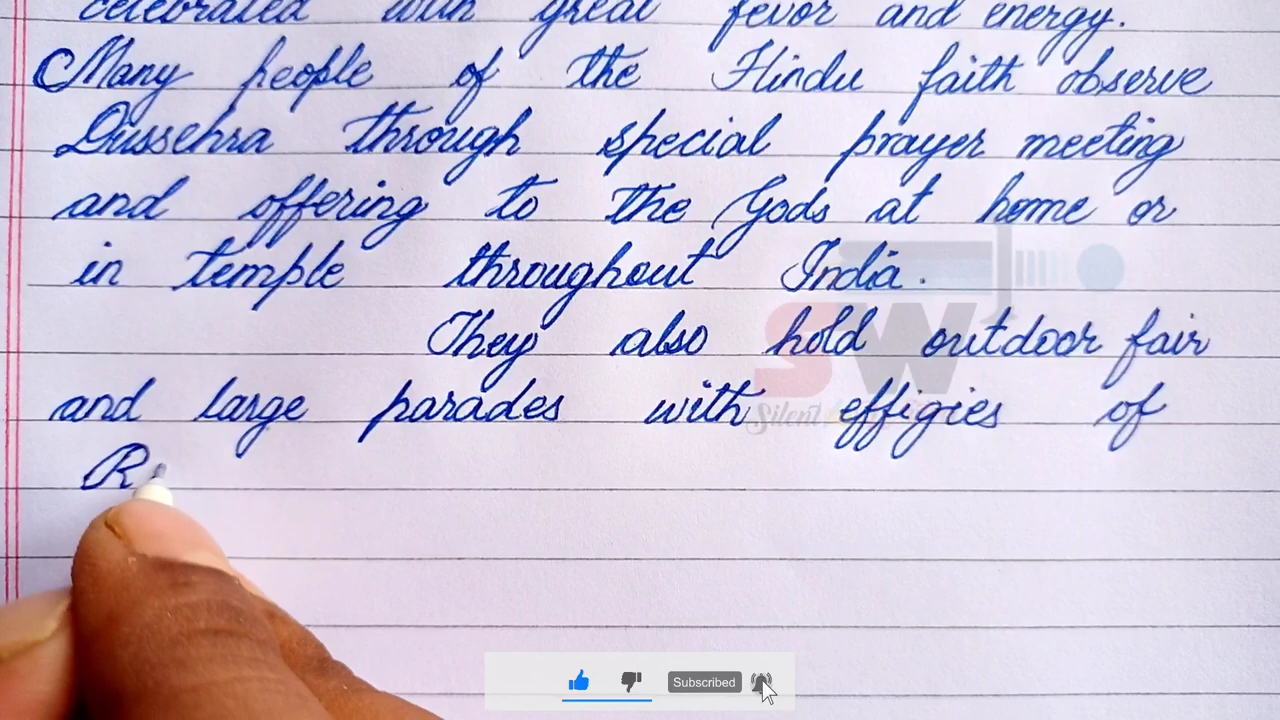 celebrated with great fevor and energy.
Many people of the Hindu faith observe
Dussehra through special prayer meeting
and offering to the Gods at home or
in temple throughout India.
They also hold outdoor fair
and large parades with effigies of
R
SW
Silent
Subscribed